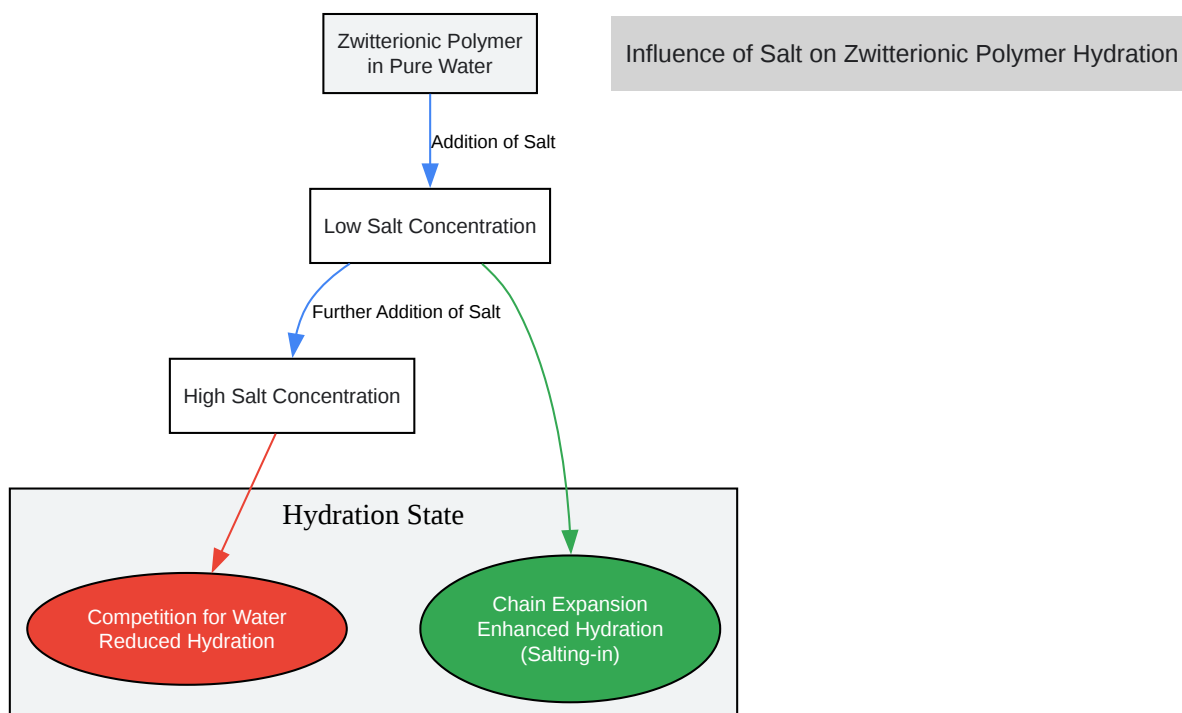 Zwitterionic Polymer
in Pure Water
Influence of Salt on Zwitterionic Polymer Hydration
Addition of Salt
Low Salt Concentration
Further Addition of Salt
High Salt Concentration
Hydration State
Competition for Water
Reduced Hydration
Chain Expansion
Enhanced Hydration
(Salting-in)